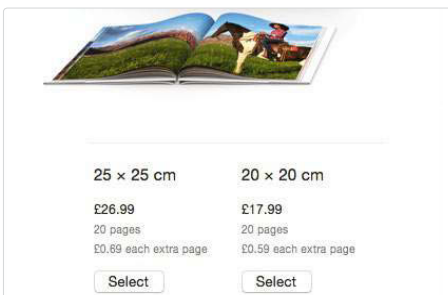 25 × 25 cm
£26.99
20 pages
£0.69 each extra page
Select
20 × 20 cm
£17.99
20 pages
£0.59 each extra page
Select